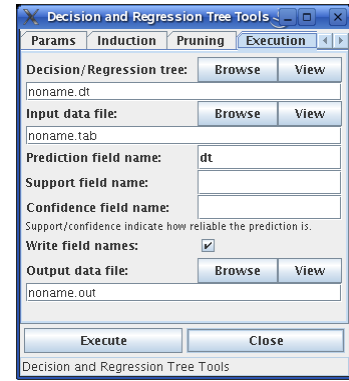 Decision and Regression Tree Tools
Params Induction Pruning Execution
Decision/Regression tree: Browse View
noname.dt
Input data file: Browse View
noname.tab
Prediction field name: dt
Support field name:
Confidence field name:
Support/confidence indicate how reliable the prediction is.
Write field names:
Output data file: Browse View
noname.out
Execute Close
Decision and Regression Tree Tools